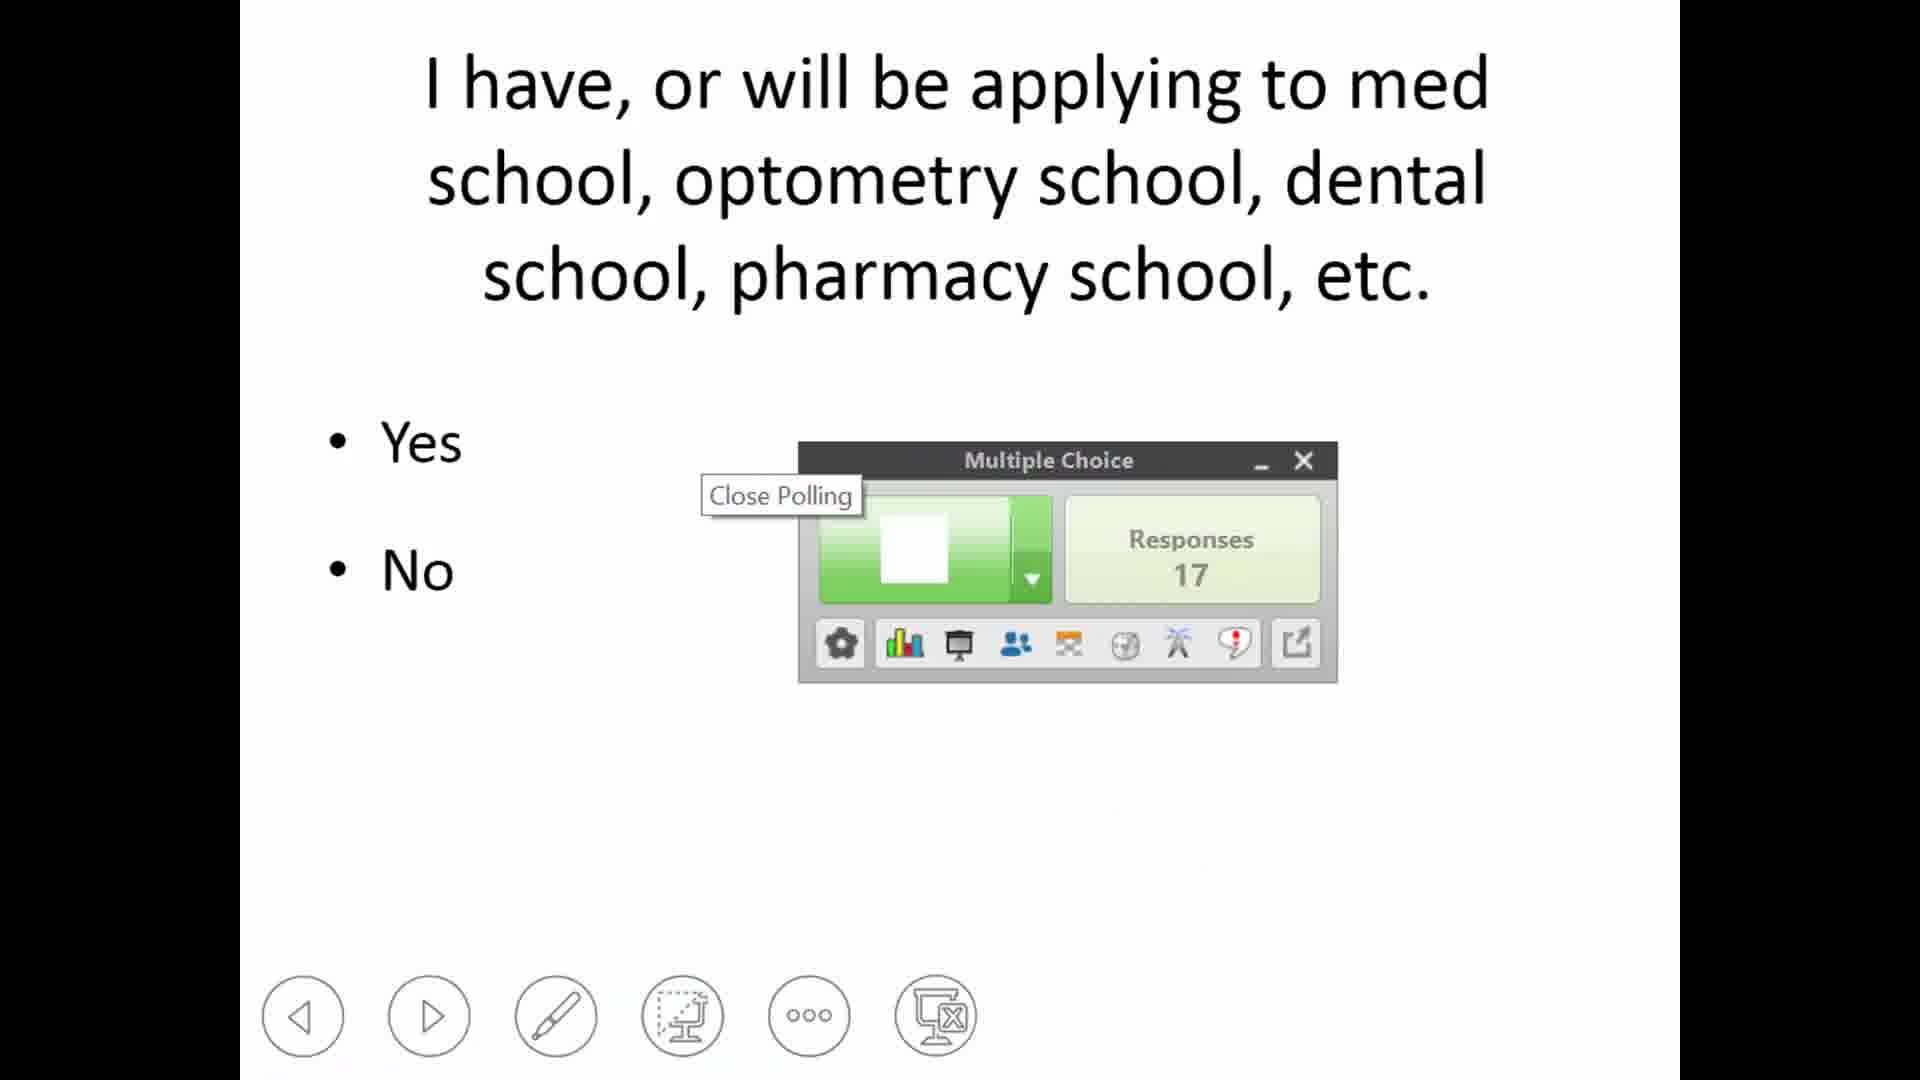 I have, or will be applying to med
school, optometry school, dental
school, pharmacy school, etc.
• Yes
• No
Multiple Choice
Close Polling
Responses
17